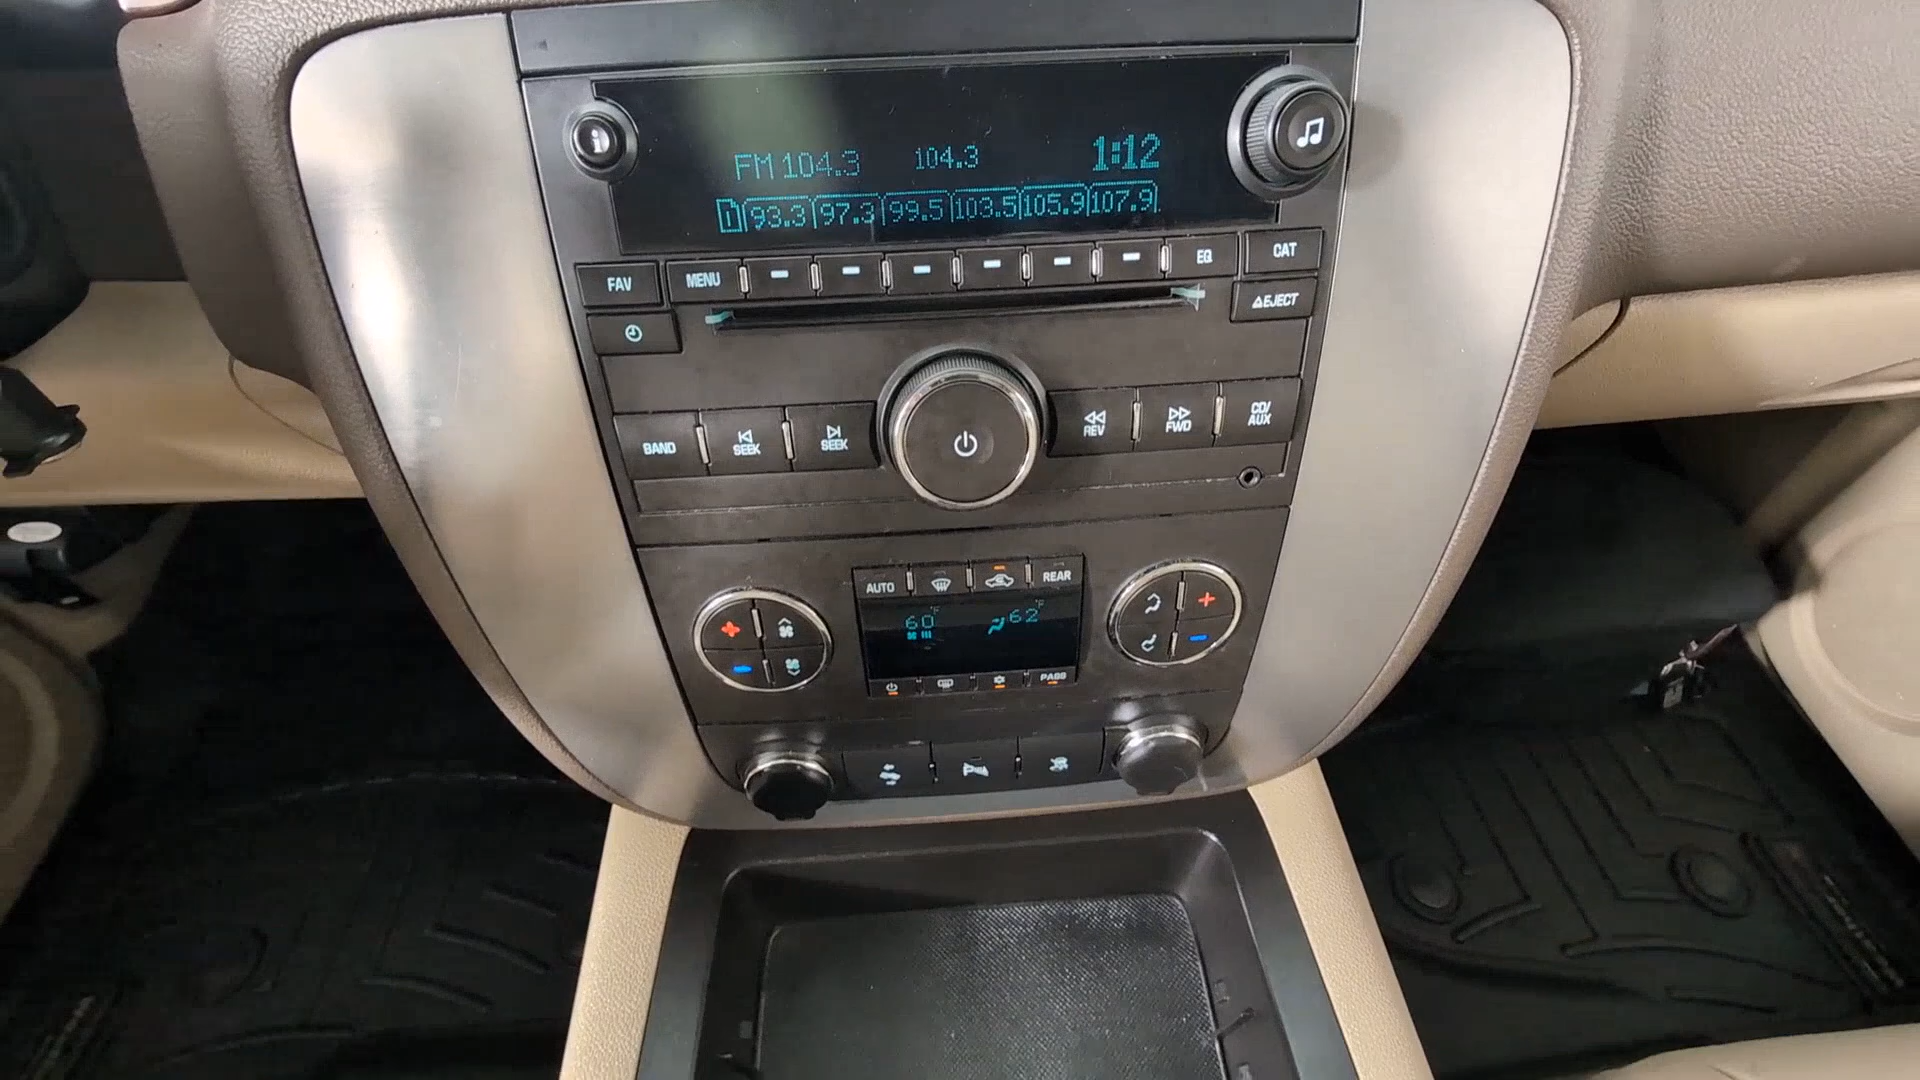 FM 104.3 104.3 1:12
1 93.3 97.3 99.5 103.5 105.9 107.9
FAV MENU EQ CAT
EJECT
BAND SEEK SEEK REV FWD CD/AUX
AUTO REAR
60°F 62°F
PASS